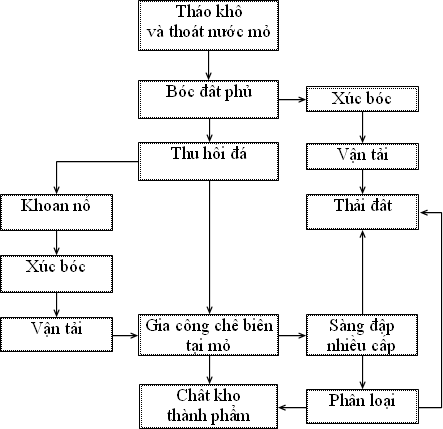 Tháo khô
và thoát nước mỏ
Bóc đất phủ
Xúc bóc
Thu hồi đá
Vận tải
Khoan nổ
Thải đất
Xúc bóc
Vận tải
Gia công chế biến
tại mỏ
Sàng đập
nhiều cấp
Chất kho
thành phẩm
Phân loại